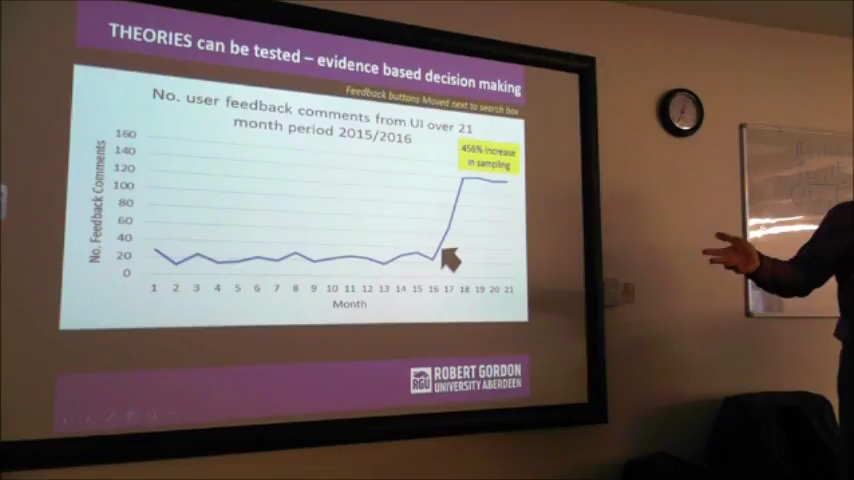 THEORIES can be tested – evidence based decision making
Feedback buttons Moved next to search box
No. user feedback comments from UI over 21
month period 2015/2016
456% increase
in sampling
No. Feedback Comments
160
140
120
100
80
60
40
20
0
1 2 3 4 5 6 7 8 9 10 11 12 13 14 15 16 17 18 19 20 21
Month
RGU
ROBERT GORDON
UNIVERSITY ABERDEEN